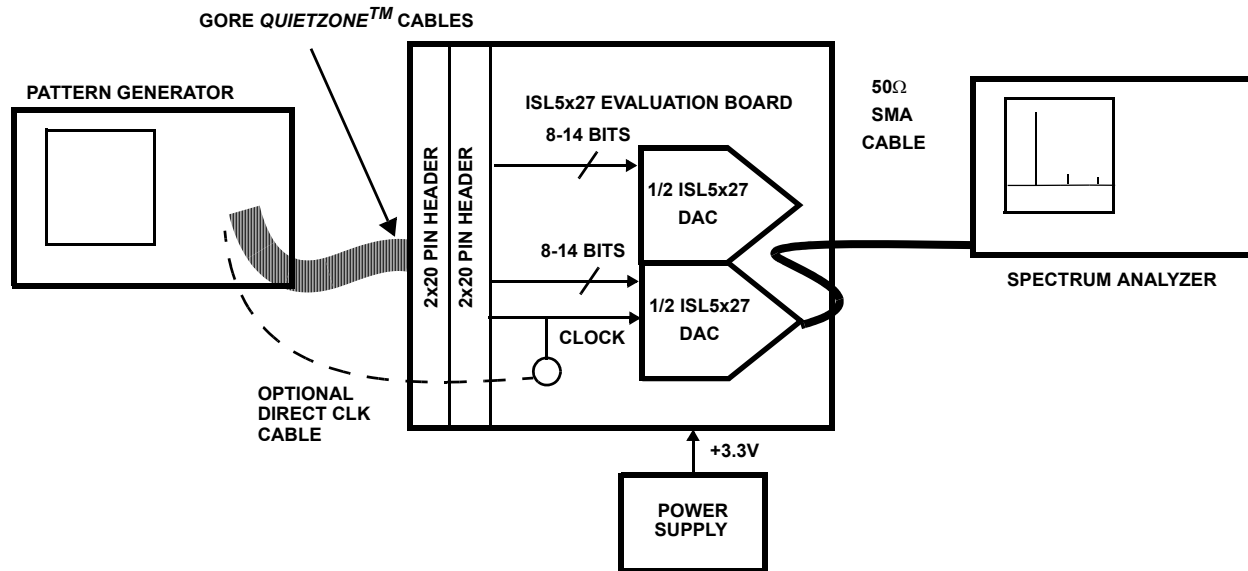 GORE QUIETZONE™ CABLES
PATTERN GENERATOR
ISL5x27 EVALUATION BOARD
8-14 BITS
2x20 PIN HEADER
2x20 PIN HEADER
1/2 ISL5x27
DAC
8-14 BITS
1/2 ISL5x27
DAC
CLOCK
50Ω
SMA
CABLE
SPECTRUM ANALYZER
OPTIONAL
DIRECT CLK
CABLE
+3.3V
POWER
SUPPLY